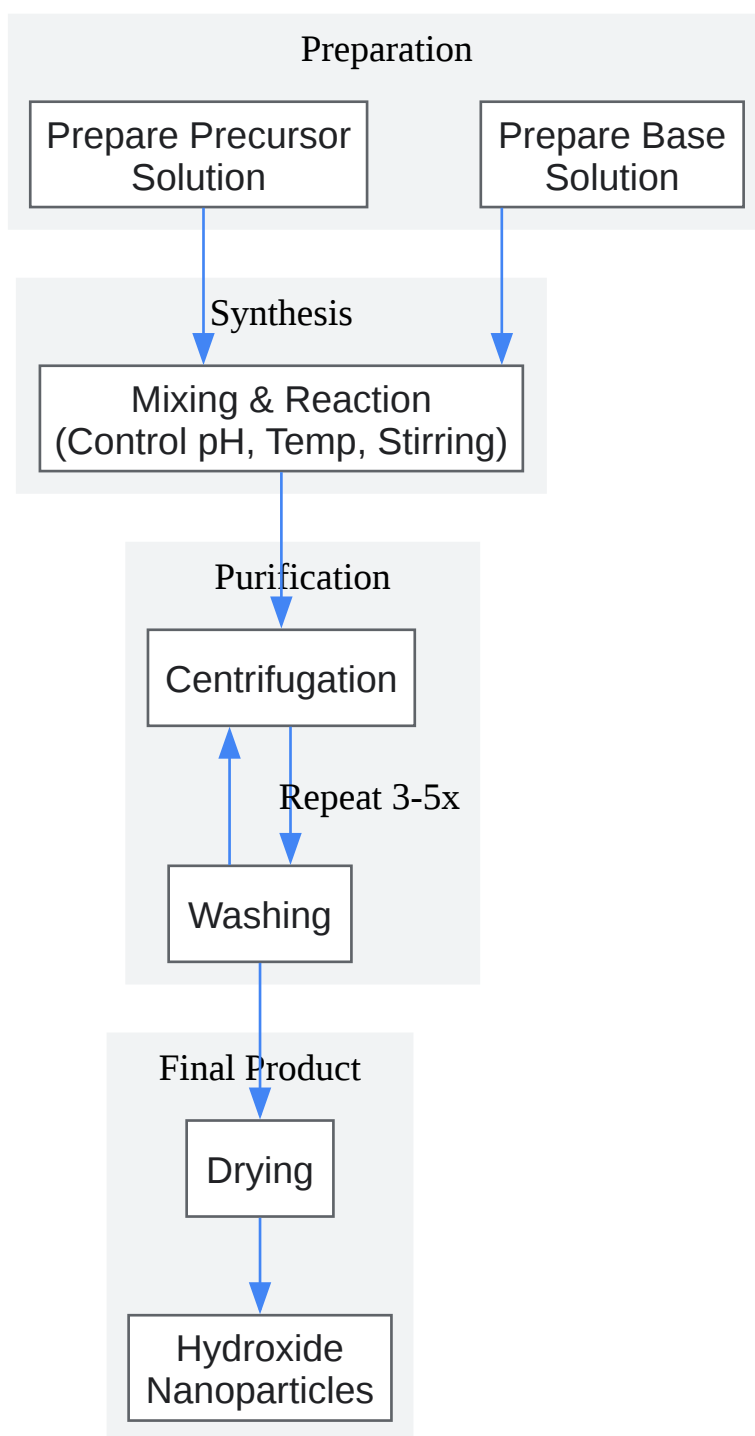 Preparation
Prepare Precursor
Solution
Prepare Base
Solution
Synthesis
Mixing & Reaction
(Control pH, Temp, Stirring)
Purification
Centrifugation
Repeat 3-5x
Washing
Final Product
Drying
Hydroxide
Nanoparticles